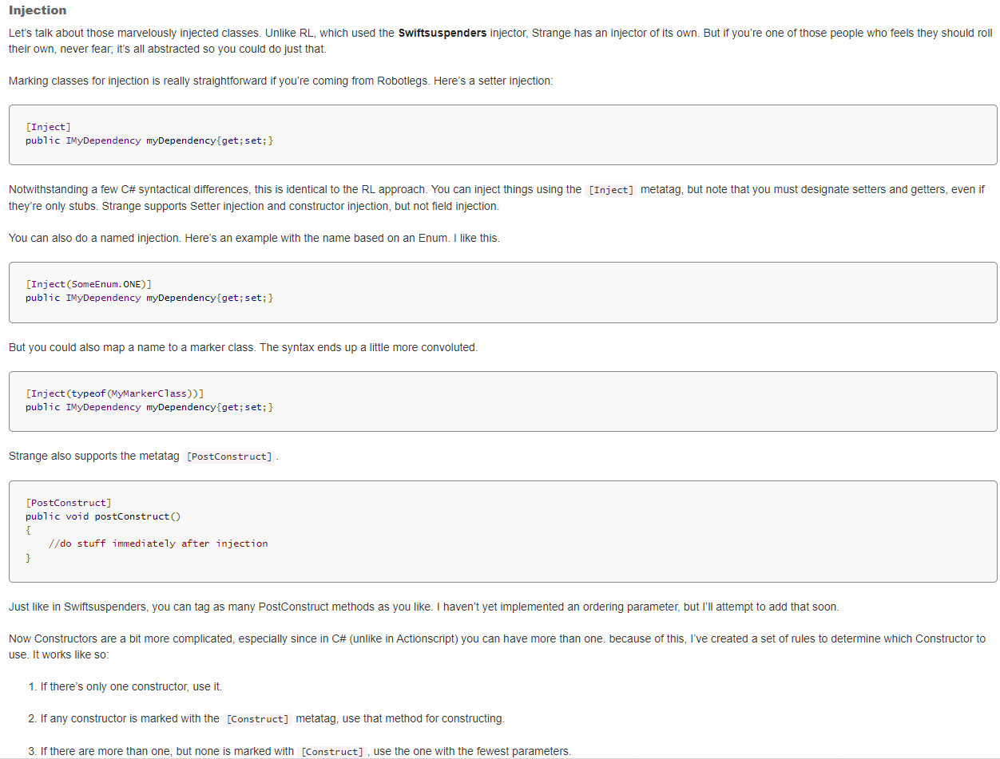 Injection
Let’s talk about those marvelously injected classes. Unlike RL, which used the Swiftsuspenders injector, Strange has an injector of its own. But if you’re one of those people who feels they should roll
their own, never fear; it’s all abstracted so you could do just that.
Marking classes for injection is really straightforward if you’re coming from Robotlegs. Here’s a setter injection:
[Inject]
public IMyDependency myDependency{get;set;}
Notwithstanding a few C# syntactical differences, this is identical to the RL approach. You can inject things using the [Inject] metatag, but note that you must designate setters and getters, even if
they’re only stubs. Strange supports Setter injection and constructor injection, but not field injection.
You can also do a named injection. Here’s an example with the name based on an Enum. I like this.
[Inject(SomeEnum.ONE)]
public IMyDependency myDependency{get;set;}
But you could also map a name to a marker class. The syntax ends up a little more convoluted.
[Inject(typeof(MyMarkerClass))]
public IMyDependency myDependency{get;set;}
Strange also supports the metatag [PostConstruct] .
[PostConstruct]
public void postConstruct()
{
    //do stuff immediately after injection
}
Just like in Swiftsuspenders, you can tag as many PostConstruct methods as you like. I haven’t yet implemented an ordering parameter, but I’ll attempt to add that soon.
Now Constructors are a bit more complicated, especially since in C# (unlike in Actionscript) you can have more than one. because of this, I’ve created a set of rules to determine which Constructor to
use. It works like so:
1. If there’s only one constructor, use it.
2. If any constructor is marked with the [Construct] metatag, use that method for constructing.
3. If there are more than one, but none is marked with [Construct] , use the one with the fewest parameters.